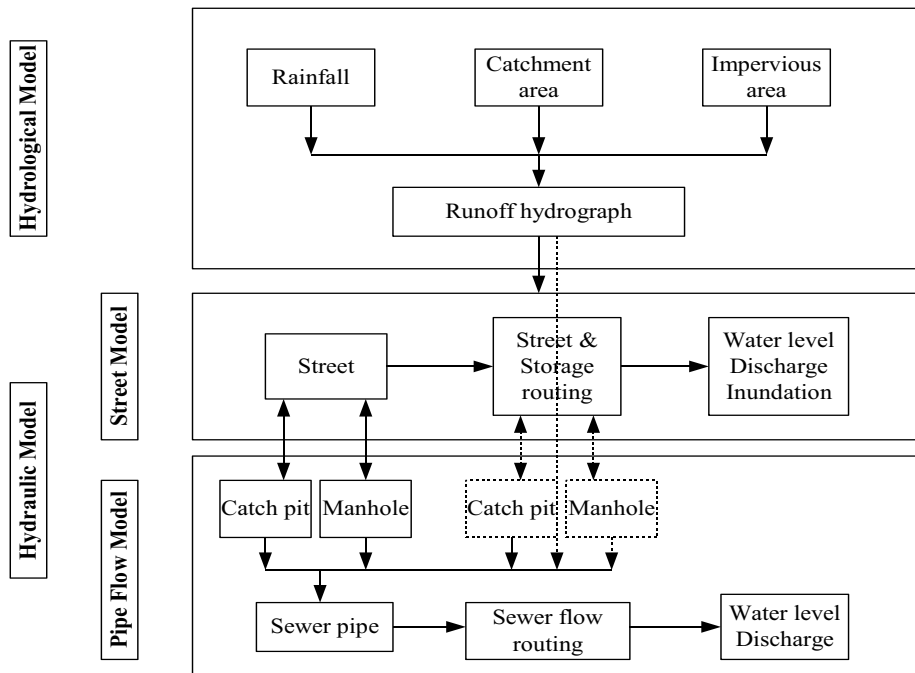 Hydrological Model
Rainfall
Catchment
area
Impervious
area
Runoff hydrograph
Hydraulic Model
Street Model
Street
Street &
Storage
routing
Water level
Discharge
Inundation
Pipe Flow Model
Catch pit
Manhole
Catch pit
Manhole
Sewer pipe
Sewer flow
routing
Water level
Discharge